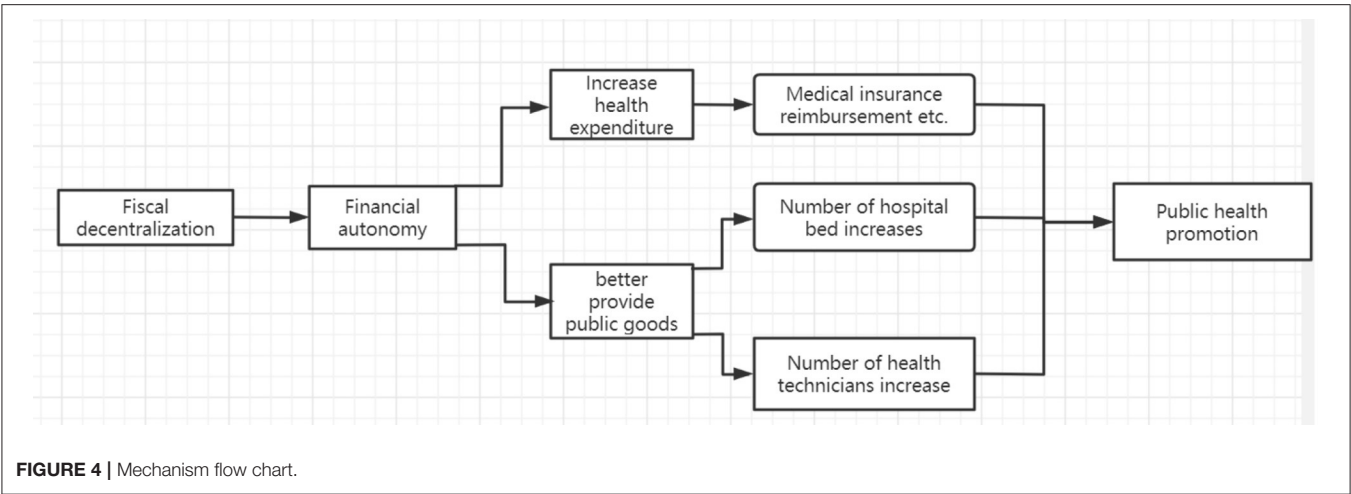 Fiscal
decentralization
Financial
autonomy
Increase
health
expenditure
Medical insurance
reimbursement etc.
better
provide
public goods
Number of hospital
bed increases
Number of health
technicians increase
Public health
promotion
FIGURE 4 | Mechanism flow chart.